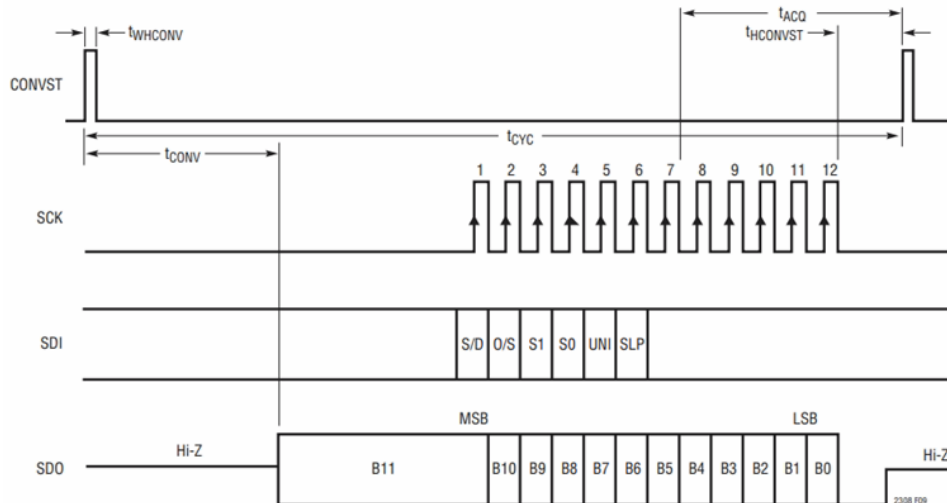 tACQ
tWHCONV tHCONVST
CONVST
tCYC
tCONV
1 2 3 4 5 6 7 8 9 10 11 12
SCK
SDI S/D O/S S1 S0 UNI SLP
MSB LSB
Hi-Z Hi-Z
SDO B11 B10 B9 B8 B7 B6 B5 B4 B3 B2 B1 B0
2308 F09